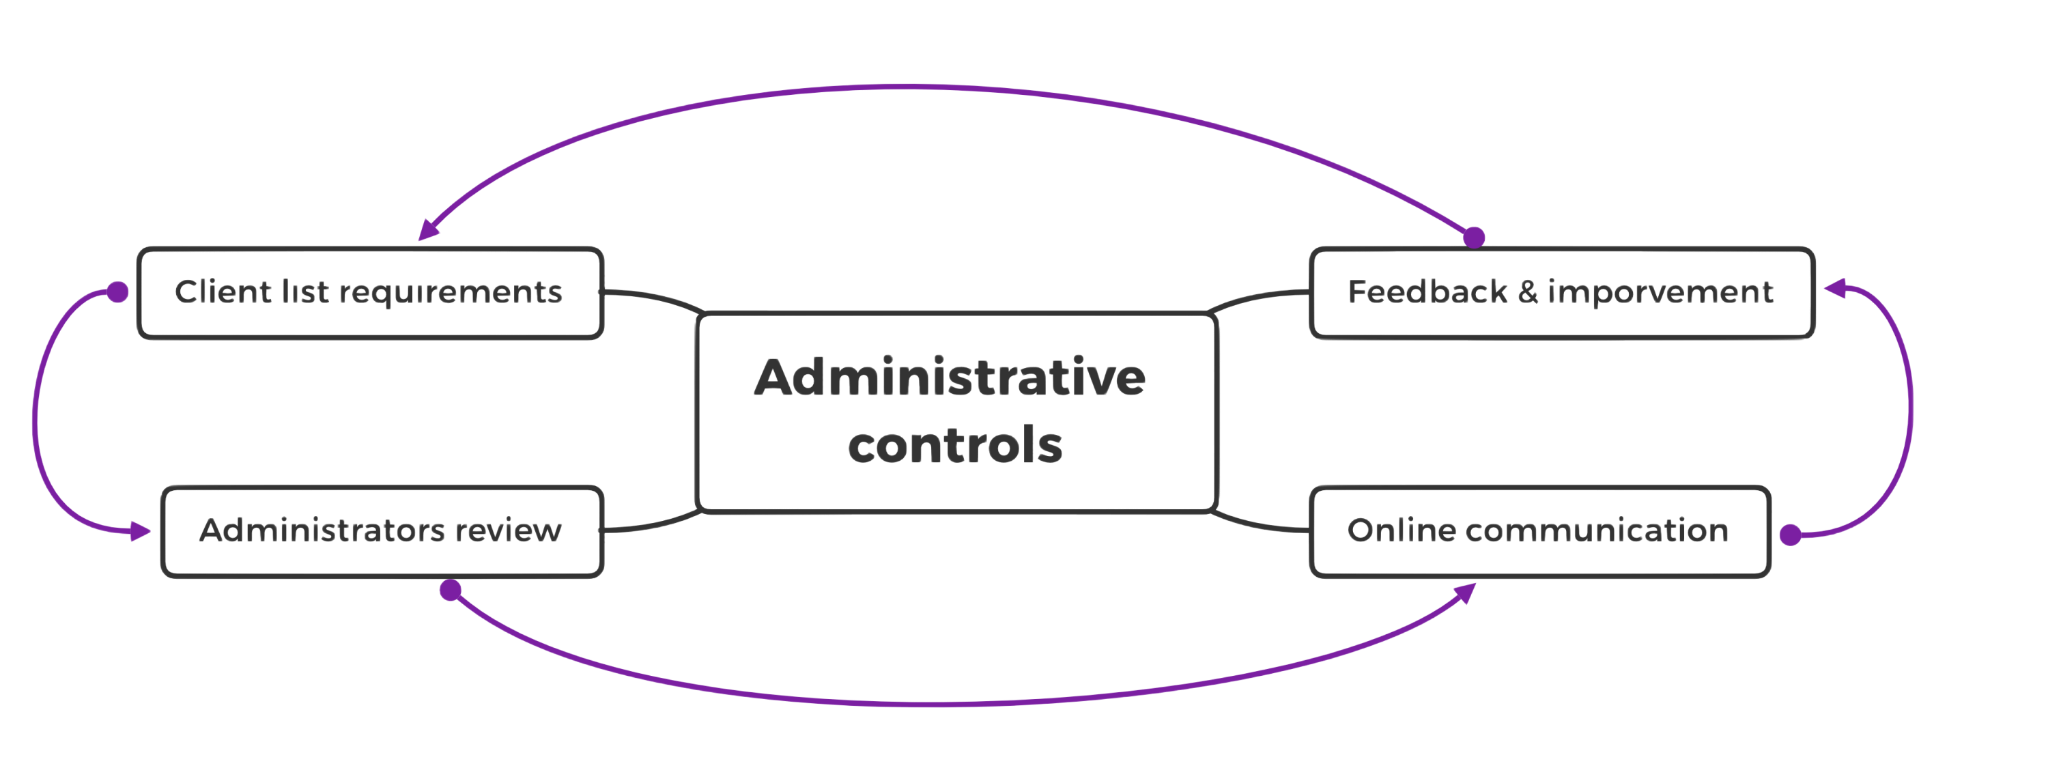 Client list requirements
Feedback & imporvement
Administrative
controls
Administrators review
Online communication